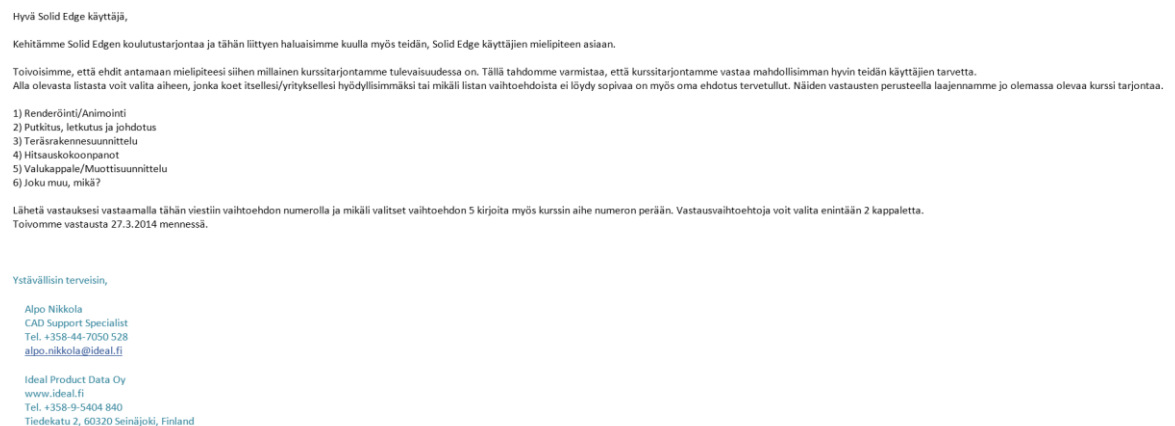 Hyvä Solid Edge käyttäjä,
Kehitämme Solid Edgen koulutustarjontaa ja tähän liittyen haluaisimme kuulla myös teidän, Solid Edge käyttäjien mielipiteen asiaan.
Toivoisimme, että ehdit antamaan mielipiteesi siihen millainen kurssitarjontamme tulevaisuudessa on. Tällä tahdomme varmistaa, että kurssitarjontamme vastaa mahdollisimman hyvin teidän käyttäjien tarvetta.
Alla olevasta listasta voit valita aiheen, jonka koet itsellesi/yrityksellesi hyödyllisimmäksi tai mikäli listan vaihtoehdoista ei löydy sopivaa on myös oma ehdotus tervetullut. Näiden vastausten perusteella laajennamme jo olemassa olevaa kurssi tarjontaa.
1) Renderöinti/Animointi
2) Putkitus, letkutus ja johdotus
3) Teräsrakennesuunnittelu
4) Hitsauskokoonpanot
5) Valukappale/Muottisuunnittelu
6) Joku muu, mikä?
Lähetä vastauksesi vastaamalla tähän viestiin vaihtoehdon numerolla ja mikäli valitset vaihtoehdon 5 kirjoita myös kurssin aihe numeron perään. Vastausvaihtoehtoja voit valita enintään 2 kappaletta.
Toivomme vastausta 27.3.2014 mennessä.
Ystävällisin terveisin,
Alpo Nikkola
CAD Support Specialist
Tel. +358-44-7050 528
alpo.nikkola@ideal.fi
Ideal Product Data Oy
www.ideal.fi
Tel. +358-9-5404 840
Tiedekatu 2, 60320 Seinäjoki, Finland